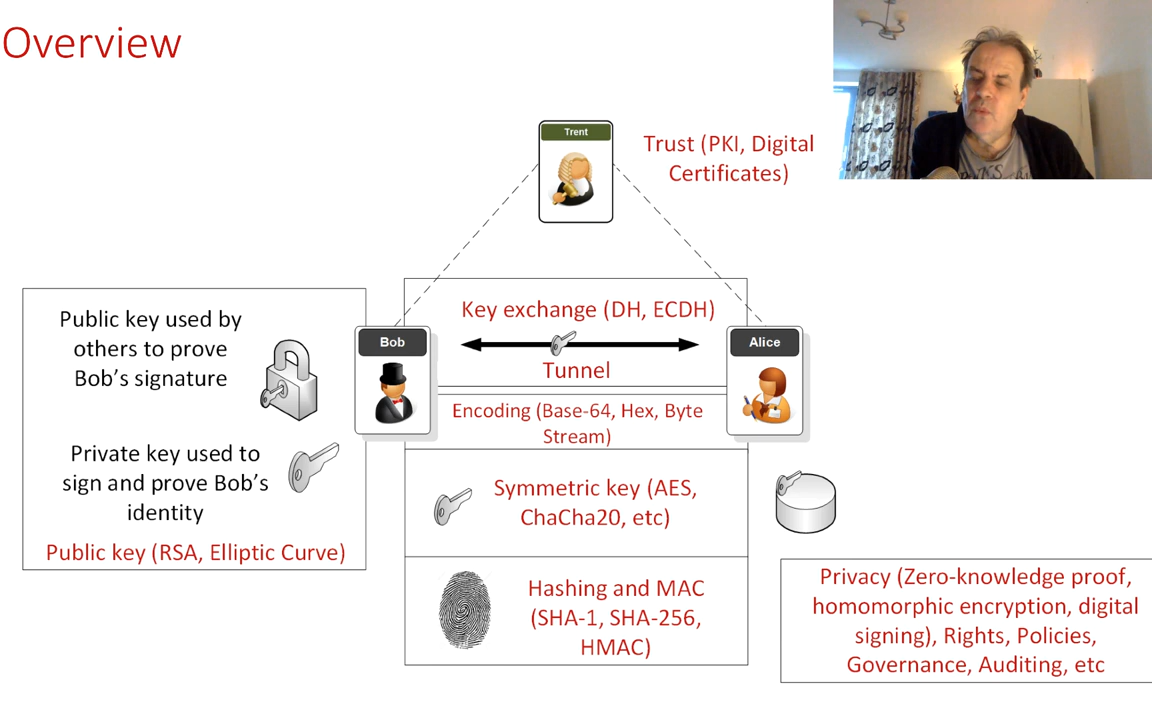 Overview
Trent
Trust (PKI, Digital
Certificates)
Public key used by
others to prove
Bob's signature
Private key used to
sign and prove Bob's
identity
Public key (RSA, Elliptic Curve)
Key exchange (DH, ECDH)
Bob
Alice
Tunnel
Encoding (Base-64, Hex, Byte
Stream)
Symmetric key (AES,
ChaCha20, etc)
Hashing and MAC
(SHA-1, SHA-256,
HMAC)
Privacy (Zero-knowledge proof,
homomorphic encryption, digital
signing), Rights, Policies,
Governance, Auditing, etc